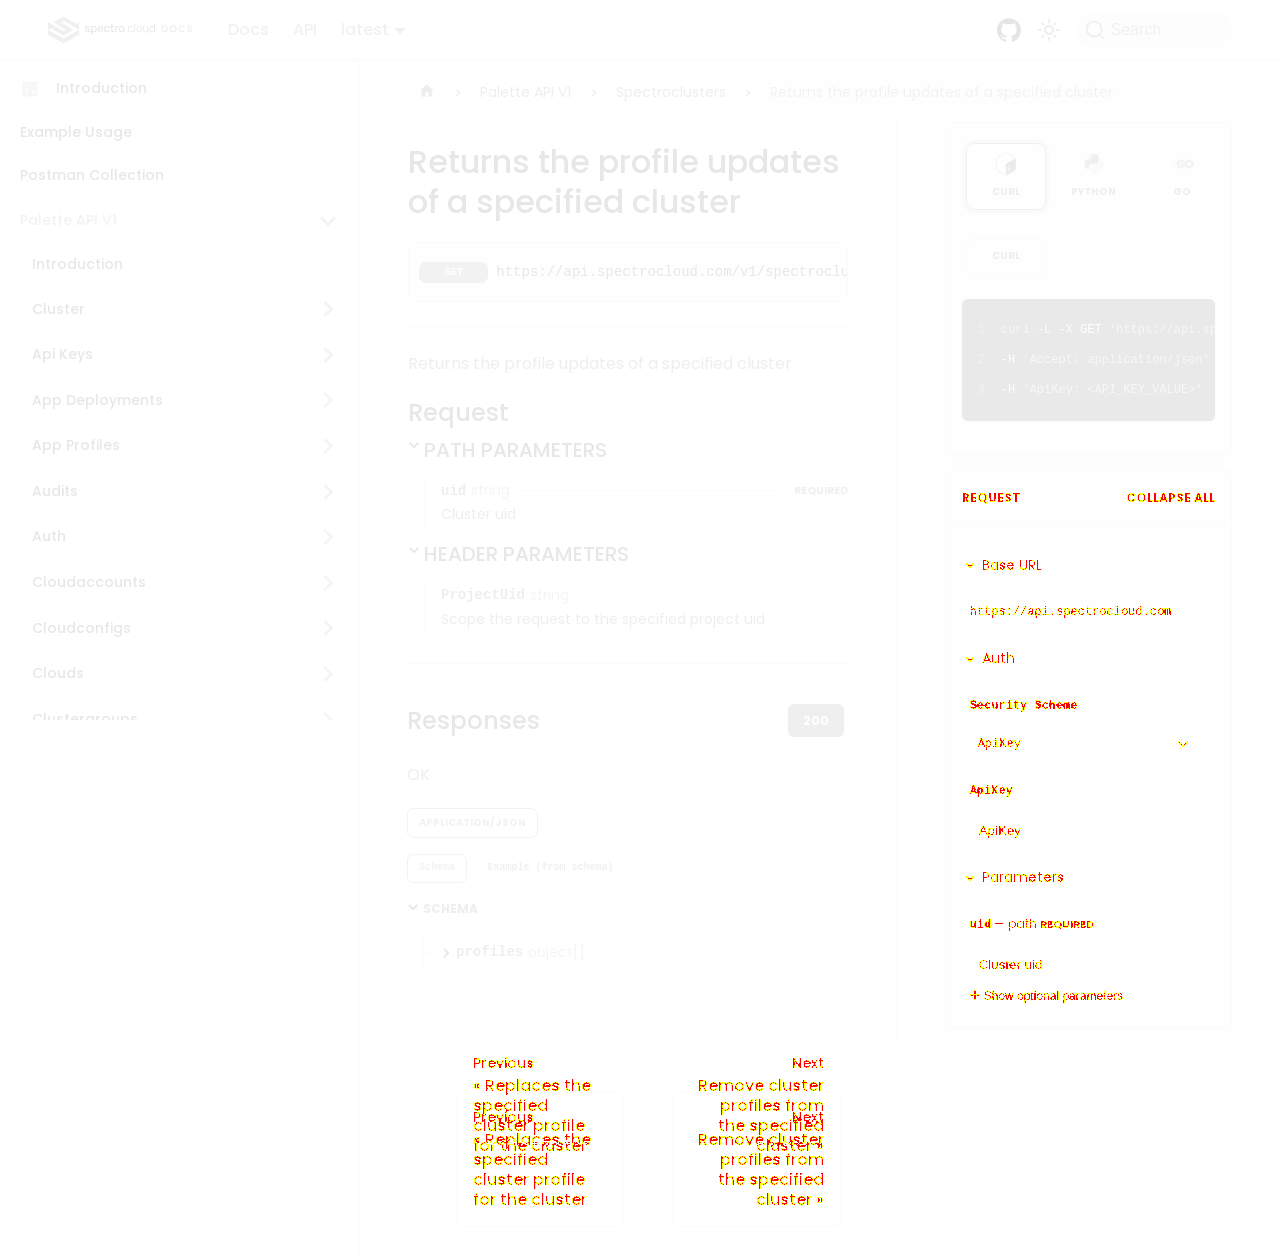 spectro cloud DOCS Docs API latest Search
Introduction
Example Usage
Postman Collection
Palette API V1
Introduction
Cluster
Api Keys
App Deployments
App Profiles
Audits
Auth
Cloudaccounts
Cloudconfigs
Clouds
Clustergroups
Palette API V1 Spectroclusters Returns the profile updates of a specified cluster
Returns the profile updates
of a specified cluster
GET https://api.spectrocloud.com/v1/spectroclu
Returns the profile updates of a specified cluster
Request
PATH PARAMETERS
uid string REQUIRED
Cluster uid
HEADER PARAMETERS
ProjectUid string
Scope the request to the specified project uid
Responses 200
OK
APPLICATION/JSON
Schema Example (from schema)
SCHEMA
profiles object[]
CURL PYTHON GO
CURL
1 curl -L -X GET 'https://api.sp
2 -H 'Accept: application/json'
3 -H 'ApiKey: <API_KEY_VALUE>'
REQUEST COLLAPSE ALL
Base URL
https://api.spectrocloud.com
Auth
Security Scheme
ApiKey
ApiKey
ApiKey
Parameters
uid — path REQUIRED
Cluster uid
Show optional parameters
Previous
« Replaces the
specified
cluster profile
for the cluster
Next
Remove cluster
profiles from
the specified
cluster »
Previous
« Replaces the
specified
cluster profile
for the cluster
Next
Remove cluster
profiles from
the specified
cluster »